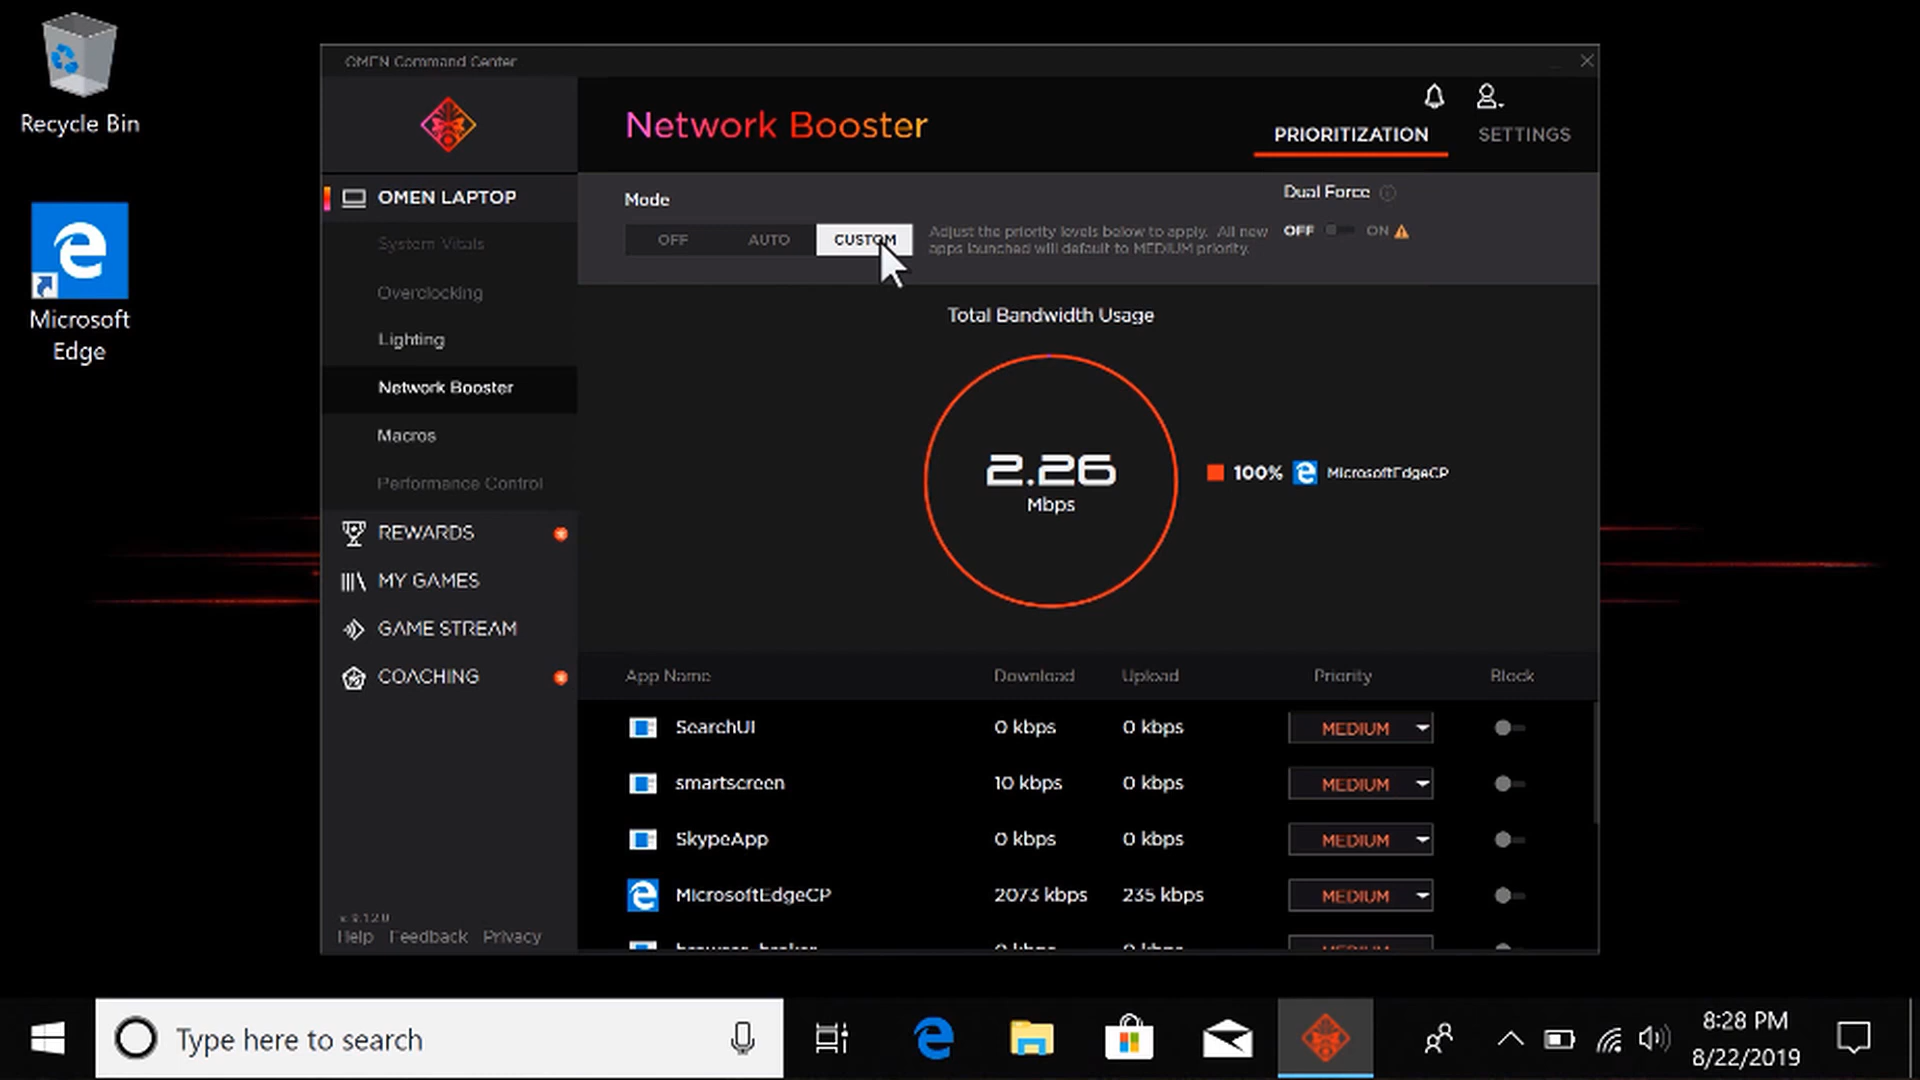 Recycle Bin
Microsoft
Edge
OMEN Command Center
Network Booster
PRIORITIZATION
SETTINGS
OMEN LAPTOP
System Vitals
Overclocking
Lighting
Network Booster
Macros
Performance Control
REWARDS
MY GAMES
GAME STREAM
COACHING
Help Feedback Privacy
Mode
OFF AUTO CUSTOM
Adjust the priority levels below to apply. All new
apps launched will default to MEDIUM priority.
Dual Force
OFF ON
Total Bandwidth Usage
2.26
Mbps
100% MicrosoftEdgeCP
App Name Download Upload Priority Block
SearchUI 0 kbps 0 kbps MEDIUM
smartscreen 10 kbps 0 kbps MEDIUM
SkypeApp 0 kbps 0 kbps MEDIUM
MicrosoftEdgeCP 2073 kbps 235 kbps MEDIUM
Type here to search
8:28 PM
8/22/2019